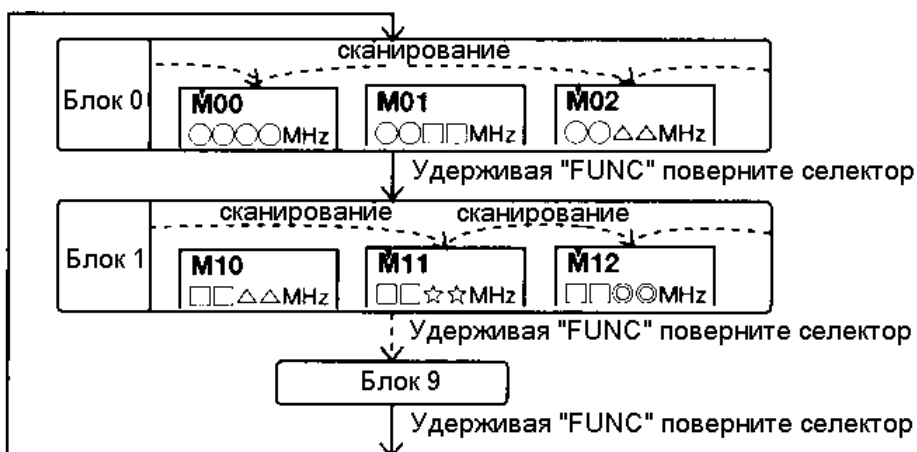 сканирование
Блок 0
M00 M01 M02
○○○○MHz ○○□□MHz ○○△△MHz
Удерживая "FUNC" поверните селектор
сканирование сканирование
Блок 1
M10 M11 M12
□□△△MHz □□☆☆MHz □□◎◎MHz
Удерживая "FUNC" поверните селектор
Блок 9
Удерживая "FUNC" поверните селектор